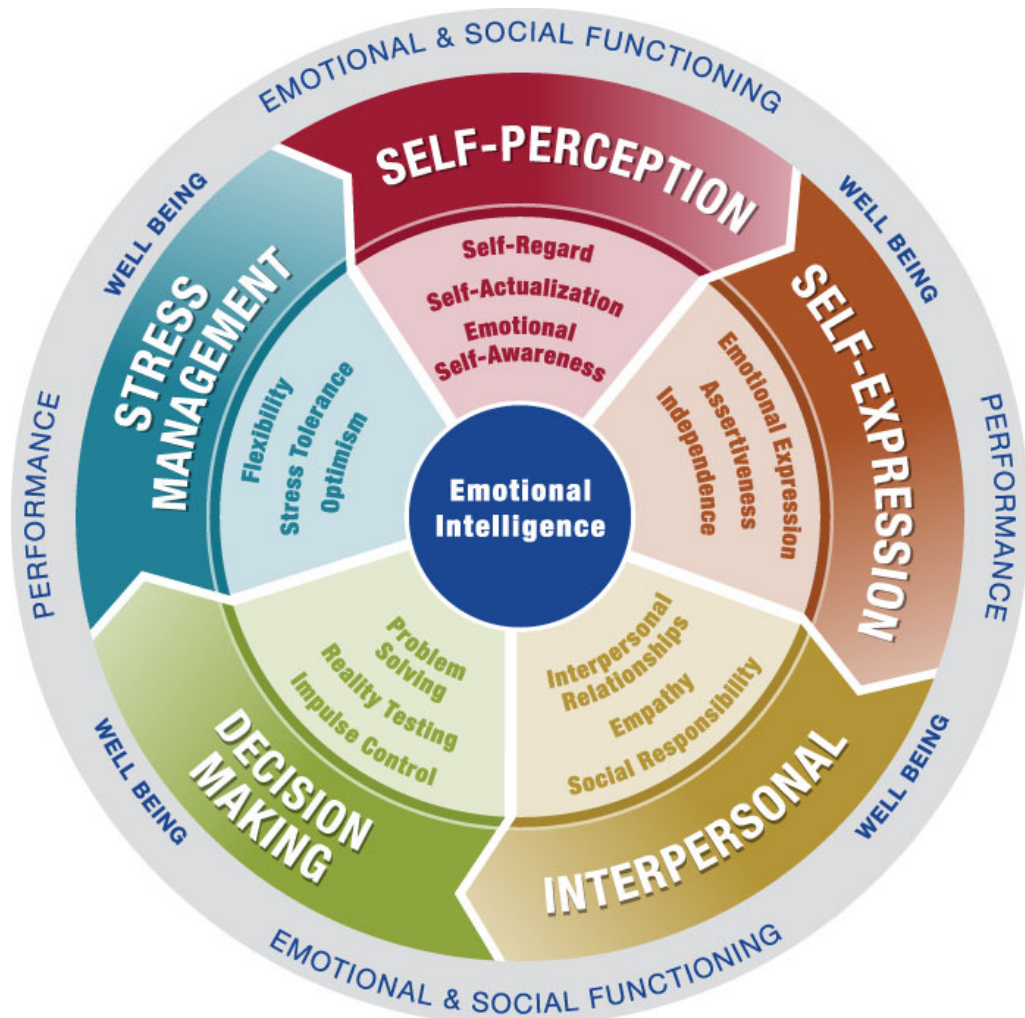 EMOTIONAL & SOCIAL FUNCTIONING
WELL BEING
PERFORMANCE
WELL BEING
EMOTIONAL & SOCIAL FUNCTIONING
WELL BEING
PERFORMANCE
WELL BEING
SELF-PERCEPTION
Self-Regard
Self-Actualization
Emotional
Self-Awareness
SELF-EXPRESSION
Emotional Expression
Assertiveness
Independence
INTERPERSONAL
Interpersonal
Relationships
Empathy
Social Responsibility
DECISION
MAKING
Problem
Solving
Reality Testing
Impulse Control
STRESS
MANAGEMENT
Flexibility
Stress Tolerance
Optimism
Emotional
Intelligence